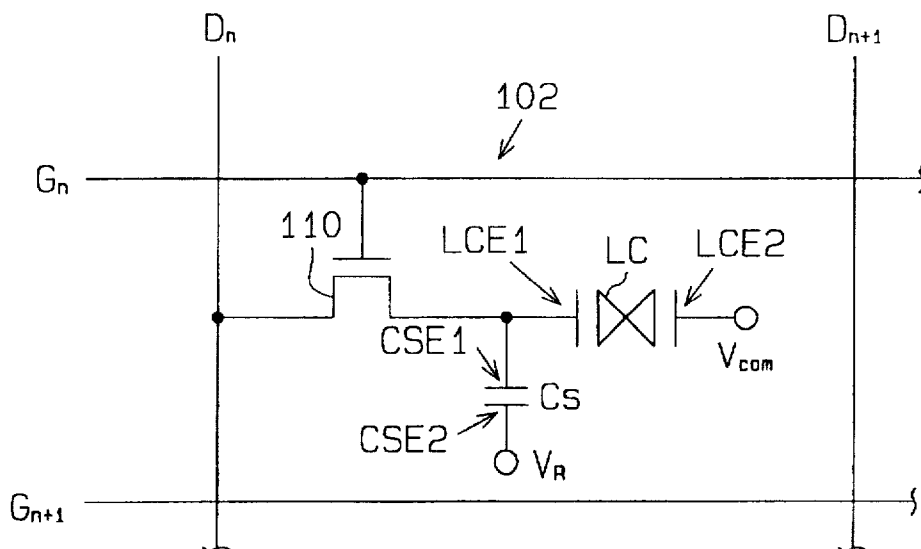 Dn
Dn+1
102
Gn
110
LCE1
LC
LCE2
CSE1
Vcom
Cs
CSE2
VR
Gn+1